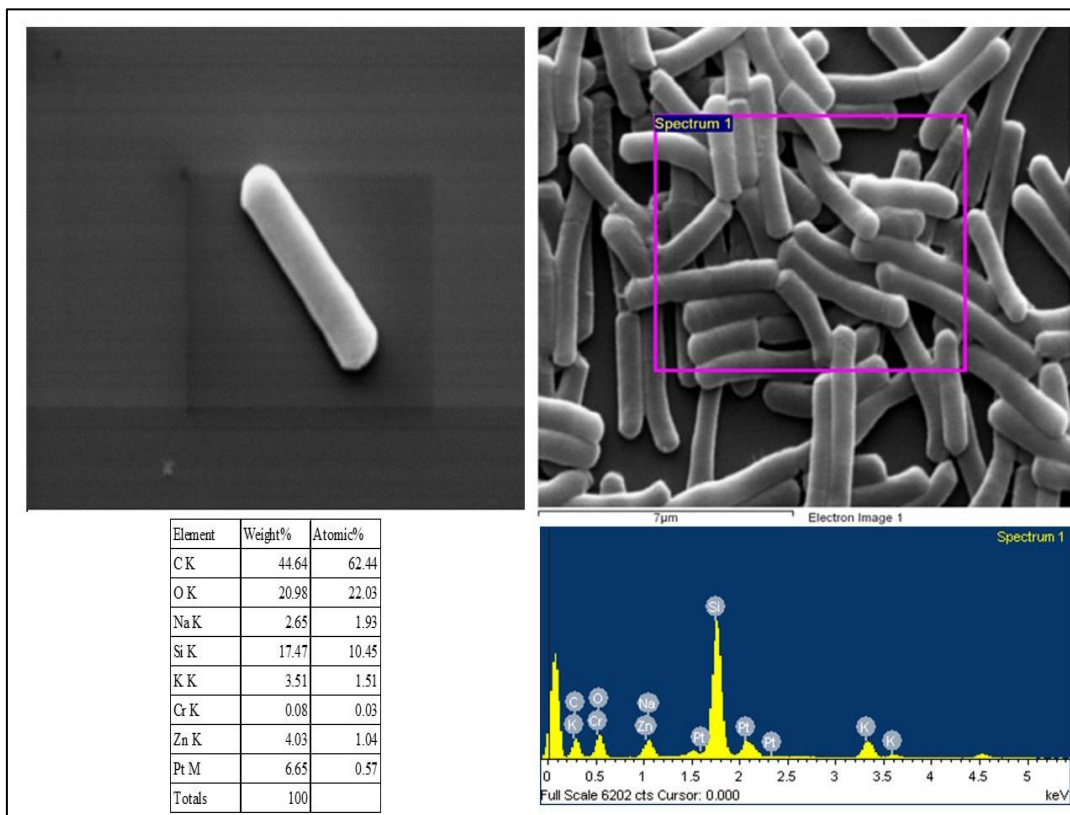 Spectrum 1
7µm Electron Image 1
Element Weight% Atomic%
C K 44.64 62.44
O K 20.98 22.03
Na K 2.65 1.93
Si K 17.47 10.45
K K 3.51 1.51
Cr K 0.08 0.03
Zn K 4.03 1.04
Pt M 6.65 0.57
Totals 100
Spectrum 1
Si
C O Na
K Cr Zn Pt Pt Pt K K
0 0.5 1 1.5 2 2.5 3 3.5 4 4.5 5
Full Scale 6202 cts Cursor: 0.000 keV